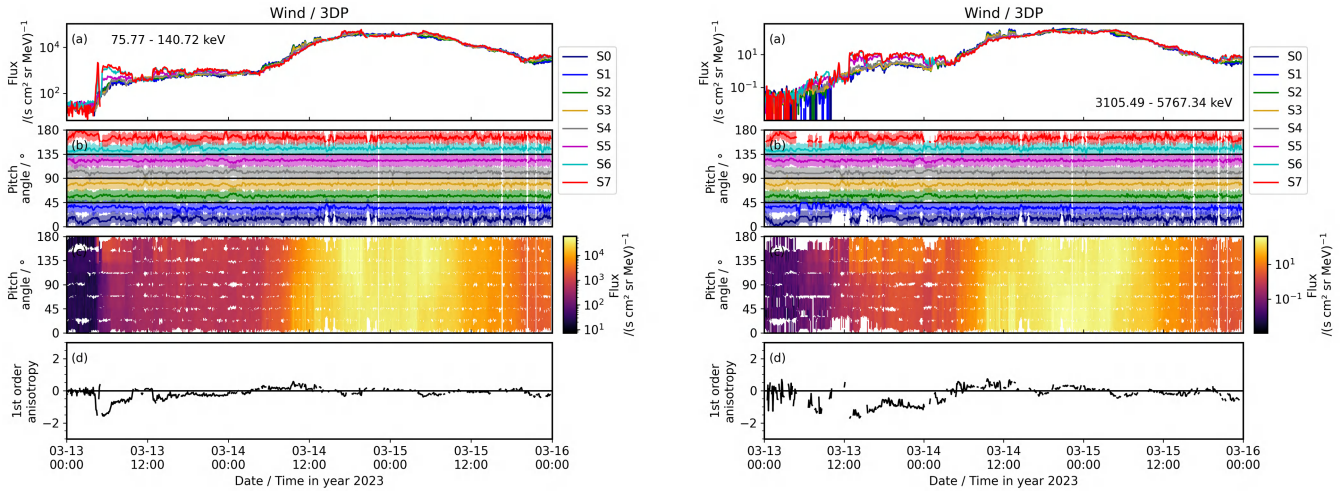 Wind / 3DP
(a)
75.77 - 140.72 keV
10⁴
10²
Flux
/(s cm² sr MeV)⁻¹
S0
S1
S2
S3
S4
S5
S6
S7
(b)
180
135
90
45
0
Pitch
angle / °
180
135
90
45
0
Pitch
angle / °
10⁴
10³
10²
10¹
Flux
/(s cm² sr MeV)⁻¹
(d)
2
0
−2
1st order
anisotropy
03-13
00:00
03-13
12:00
03-14
00:00
03-14
12:00
03-15
00:00
03-15
12:00
03-16
00:00
Date / Time in year 2023
Wind / 3DP
(a)
3105.49 - 5767.34 keV
10¹
10⁻¹
Flux
/(s cm² sr MeV)⁻¹
S0
S1
S2
S3
S4
S5
S6
S7
(b)
180
135
90
45
0
Pitch
angle / °
180
135
90
45
0
Pitch
angle / °
10¹
10⁻¹
Flux
/(s cm² sr MeV)⁻¹
(d)
2
0
−2
1st order
anisotropy
03-13
00:00
03-13
12:00
03-14
00:00
03-14
12:00
03-15
00:00
03-15
12:00
03-16
00:00
Date / Time in year 2023